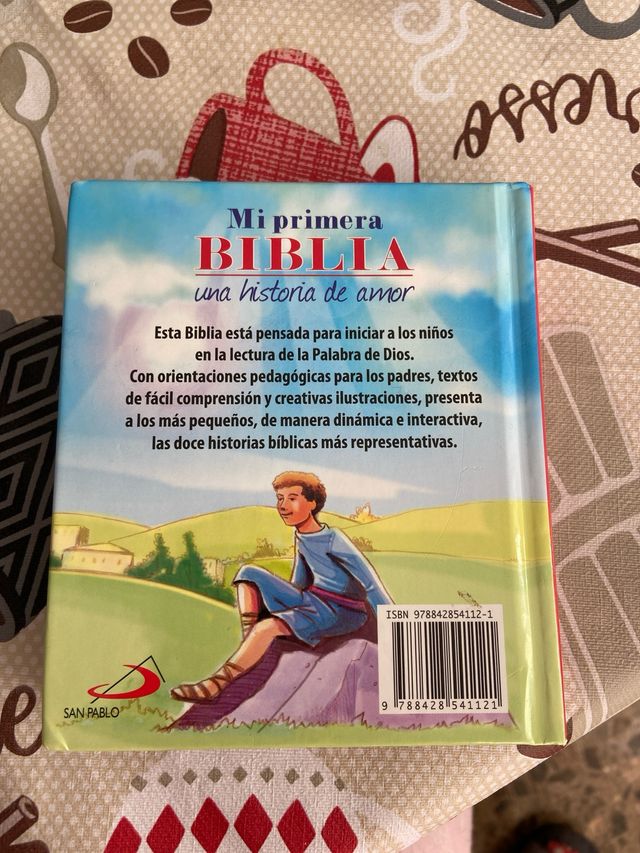 resso
Mi primera
BIBLIA
una historia de amor
Esta Biblia está pensada para iniciar a los niños
en la lectura de la Palabra de Dios.
Con orientaciones pedagógicas para los padres, textos
de fácil comprensión y creativas ilustraciones, presenta
a los más pequeños, de manera dinámica e interactiva,
las doce historias bíblicas más representativas.
ISBN 978842854112-1
9 788428 541121
SAN PABLO